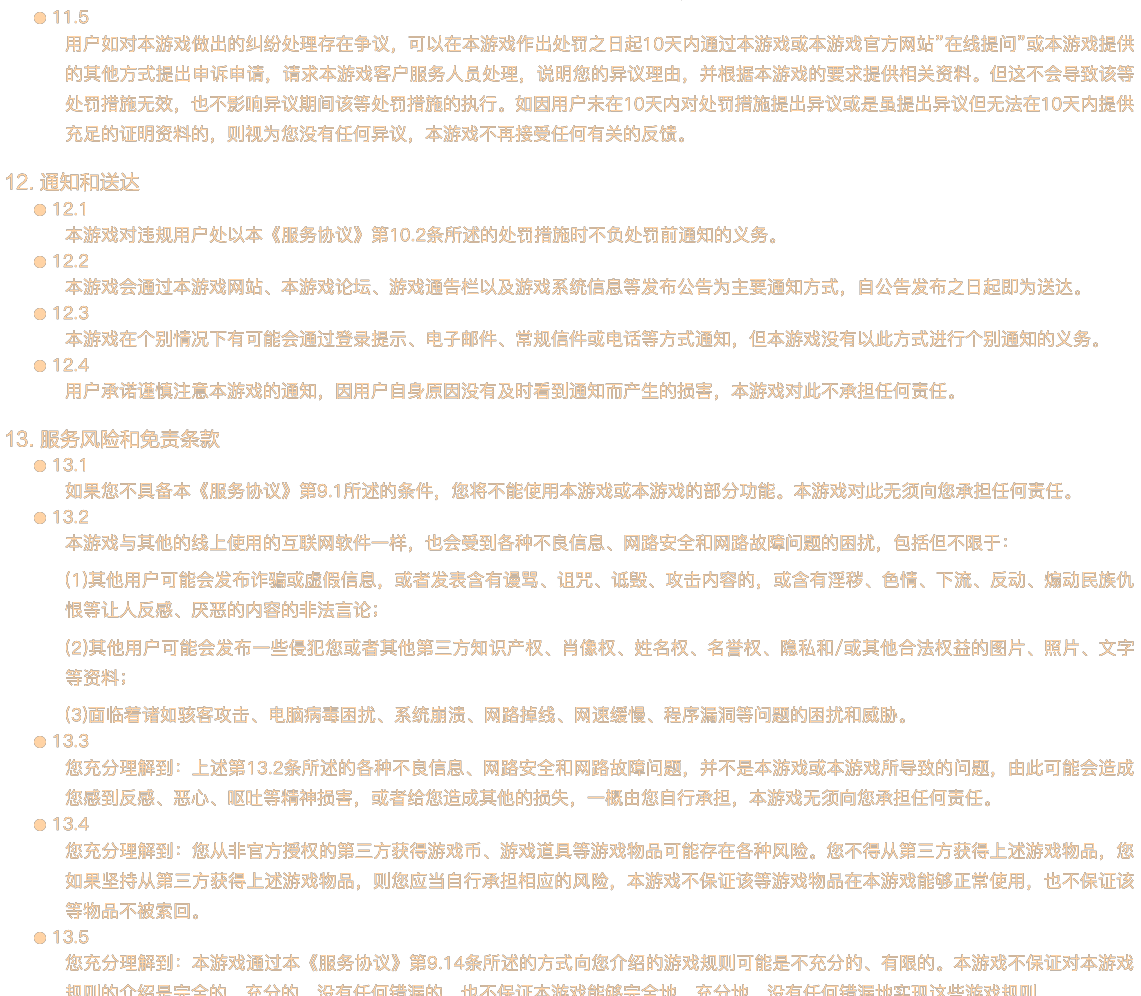 ● 11.5
用户如对本游戏做出的纠纷处理存在争议，可以在本游戏作出处罚之日起10天内通过本游戏或本游戏官方网站"在线提问"或本游戏提供
的其他方式提出申诉申请，请求本游戏客户服务人员处理，说明您的异议理由，并根据本游戏的要求提供相关资料。但这不会导致该等
处罚措施无效，也不影响异议期间该等处罚措施的执行。如因用户未在10天内对处罚措施提出异议或是虽提出异议但无法在10天内提供
充足的证明资料的，则视为您没有任何异议，本游戏不再接受任何有关的反馈。
12. 通知和送达
● 12.1
本游戏对违规用户处以本《服务协议》第10.2条所述的处罚措施时不负处罚前通知的义务。
● 12.2
本游戏会通过本游戏网站、本游戏论坛、游戏通告栏以及游戏系统信息等发布公告为主要通知方式，自公告发布之日起即为送达。
● 12.3
本游戏在个别情况下有可能会通过登录提示、电子邮件、常规信件或电话等方式通知，但本游戏没有以此方式进行个别通知的义务。
● 12.4
用户承诺谨慎注意本游戏的通知，因用户自身原因没有及时看到通知而产生的损害，本游戏对此不承担任何责任。
13. 服务风险和免责条款
● 13.1
如果您不具备本《服务协议》第9.1所述的条件，您将不能使用本游戏或本游戏的部分功能。本游戏对此无须向您承担任何责任。
● 13.2
本游戏与其他的线上使用的互联网软件一样，也会受到各种不良信息、网路安全和网路故障问题的困扰，包括但不限于：
(1)其他用户可能会发布诈骗或虚假信息，或者发表含有谩骂、诅咒、诋毁、攻击内容的，或含有淫秽、色情、下流、反动、煽动民族仇
恨等让人反感、厌恶的内容的非法言论；
(2)其他用户可能会发布一些侵犯您或者其他第三方知识产权、肖像权、姓名权、名誉权、隐私和/或其他合法权益的图片、照片、文字
等资料；
(3)面临着诸如骇客攻击、电脑病毒困扰、系统崩溃、网路掉线、网速缓慢、程序漏洞等问题的困扰和威胁。
● 13.3
您充分理解到：上述第13.2条所述的各种不良信息、网路安全和网路故障问题，并不是本游戏或本游戏所导致的问题，由此可能会造成
您感到反感、恶心、呕吐等精神损害，或者给您造成其他的损失，一概由您自行承担，本游戏无须向您承担任何责任。
● 13.4
您充分理解到：您从非官方授权的第三方获得游戏币、游戏道具等游戏物品可能存在各种风险。您不得从第三方获得上述游戏物品，您
如果坚持从第三方获得上述游戏物品，则您应当自行承担相应的风险，本游戏不保证该等游戏物品在本游戏能够正常使用，也不保证该
等物品不被索回。
● 13.5
您充分理解到：本游戏通过本《服务协议》第9.14条所述的方式向您介绍的游戏规则可能是不充分的、有限的。本游戏不保证对本游戏
规则的介绍是完全的、充分的、没有任何错漏的，也不保证本游戏能够完全地、充分地、没有任何错漏地实现这些游戏规则